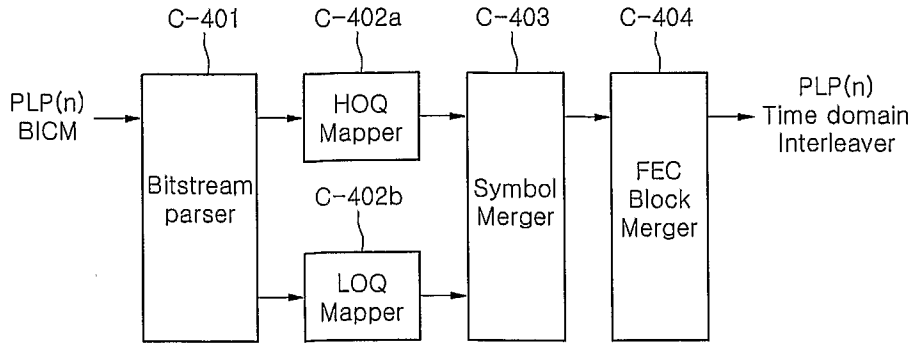 C-401
C-402a
C-403
C-404
PLP(n)
BICM
Bitstream
parser
HOQ
Mapper
C-402b
LOQ
Mapper
Symbol
Merger
FEC
Block
Merger
PLP(n)
Time domain
Interleaver